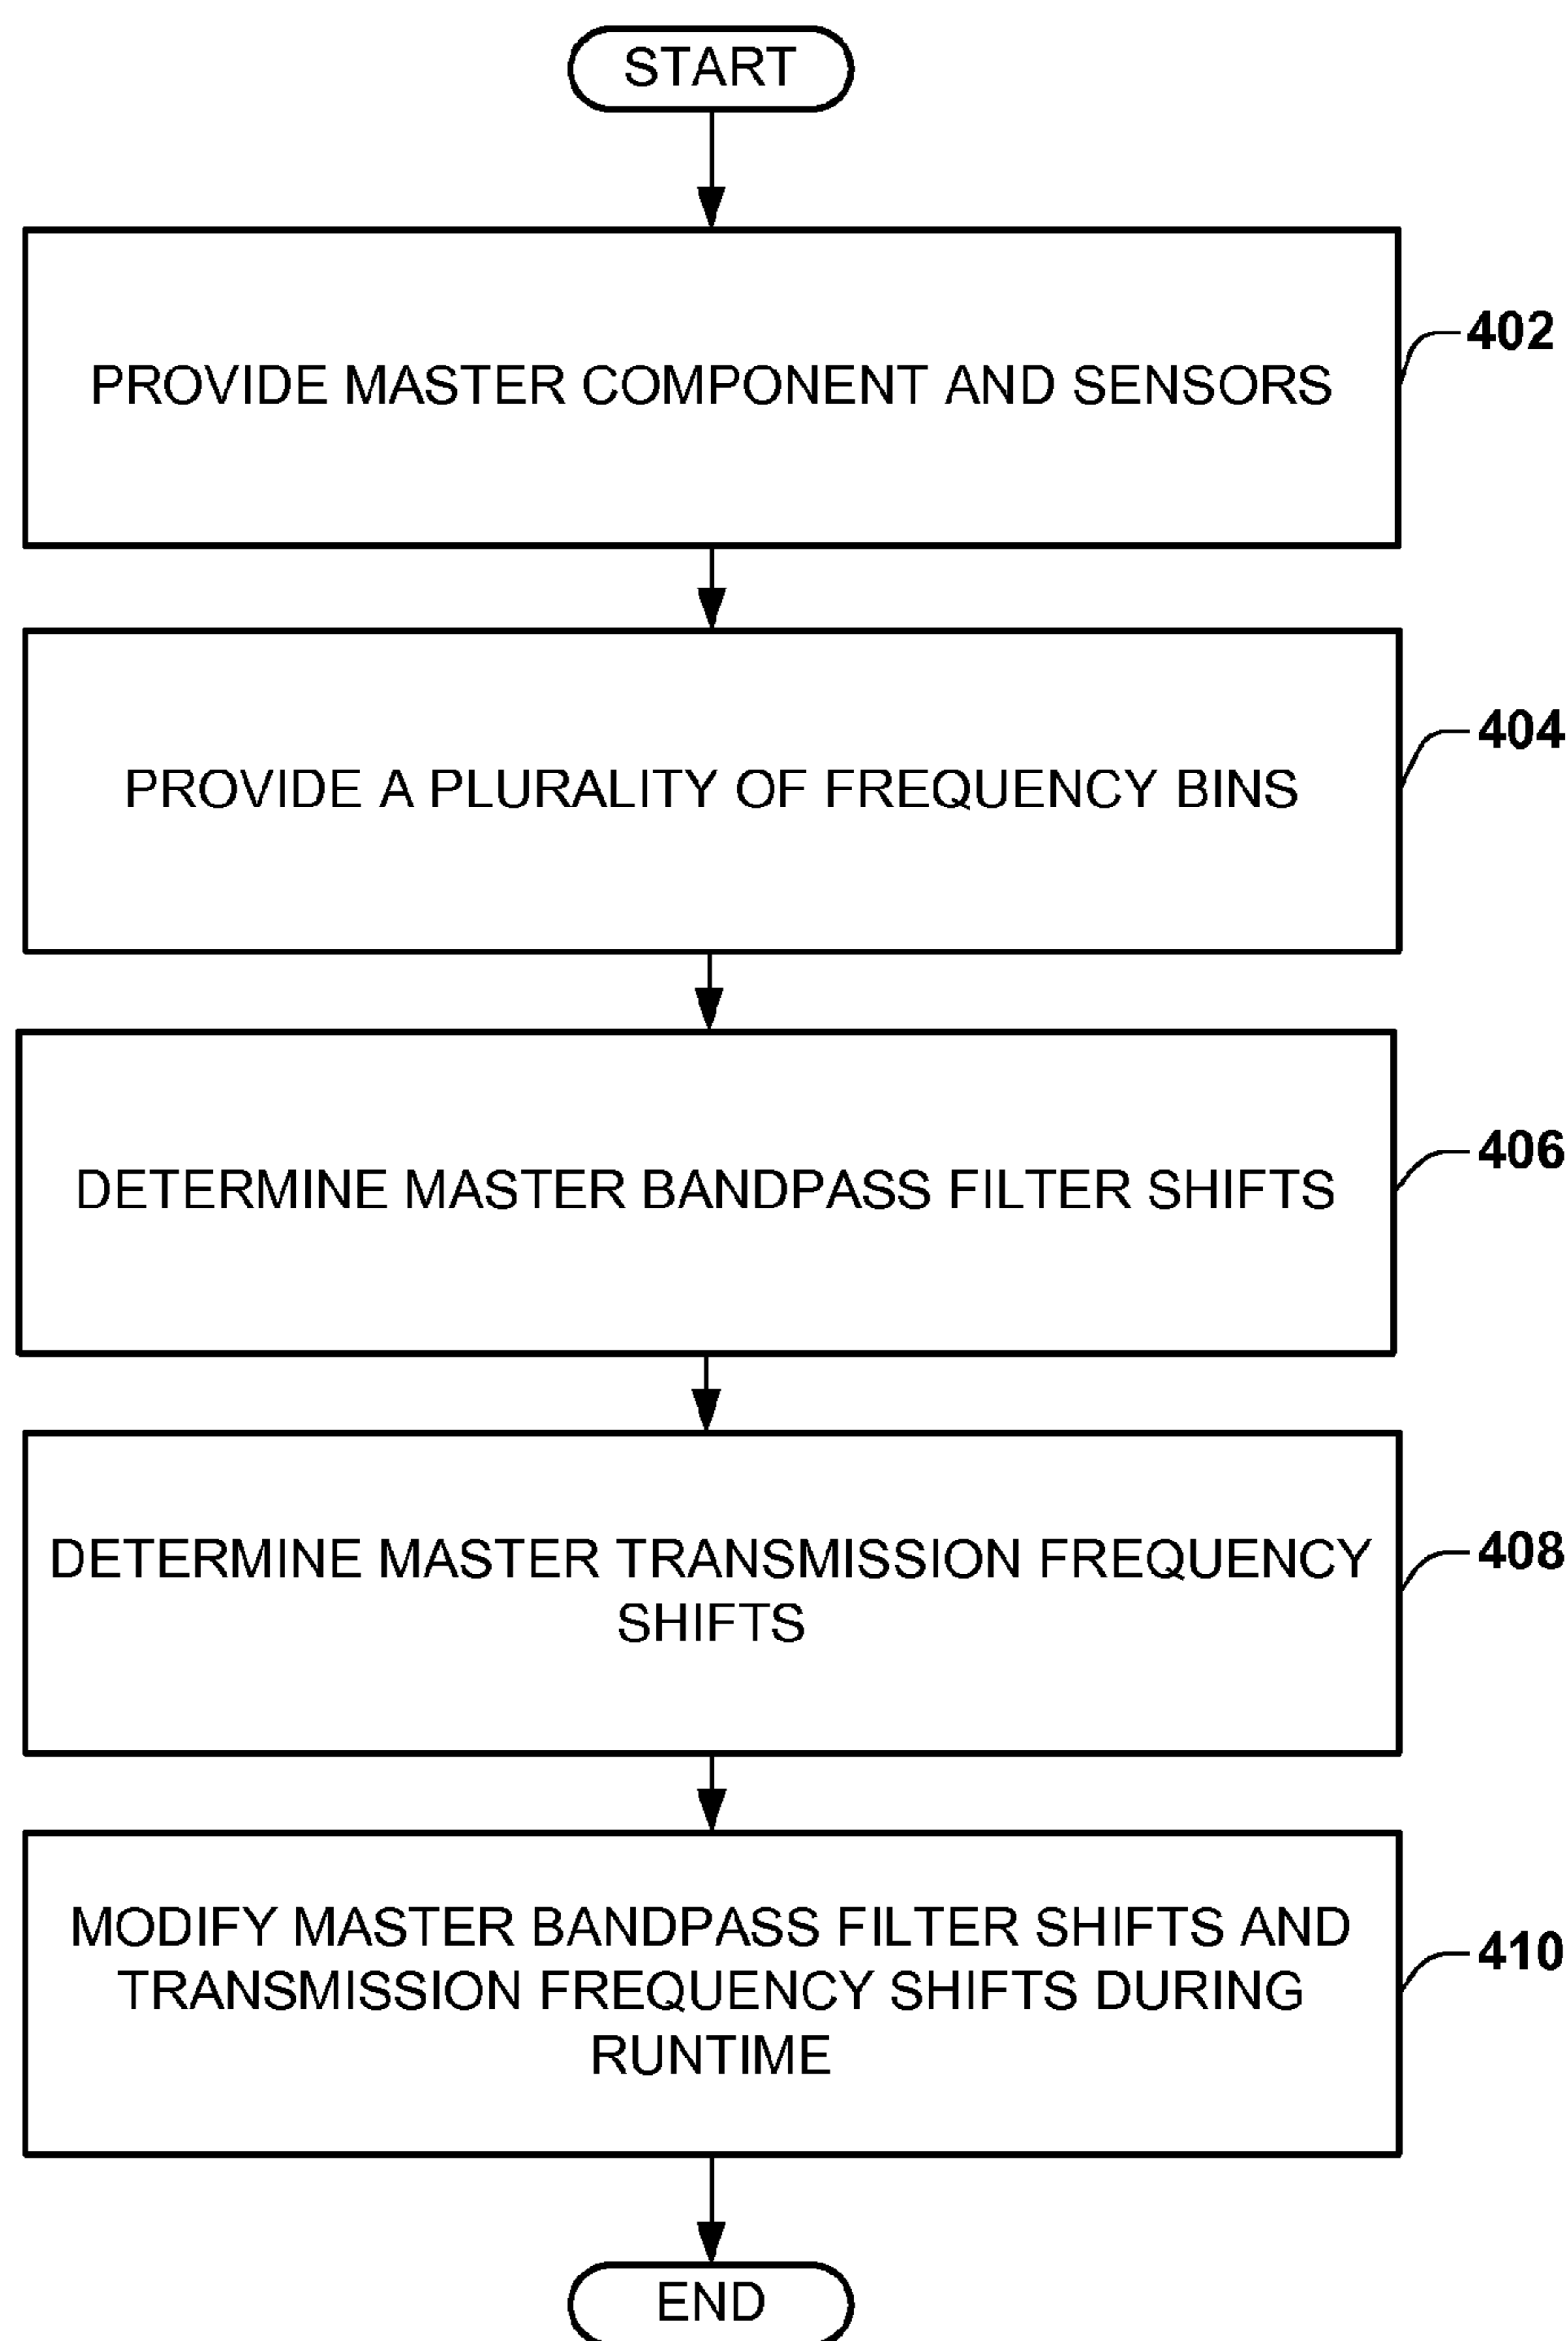 START
402
PROVIDE MASTER COMPONENT AND SENSORS
404
PROVIDE A PLURALITY OF FREQUENCY BINS
406
DETERMINE MASTER BANDPASS FILTER SHIFTS
408
DETERMINE MASTER TRANSMISSION FREQUENCY
SHIFTS
410
MODIFY MASTER BANDPASS FILTER SHIFTS AND
TRANSMISSION FREQUENCY SHIFTS DURING
RUNTIME
END